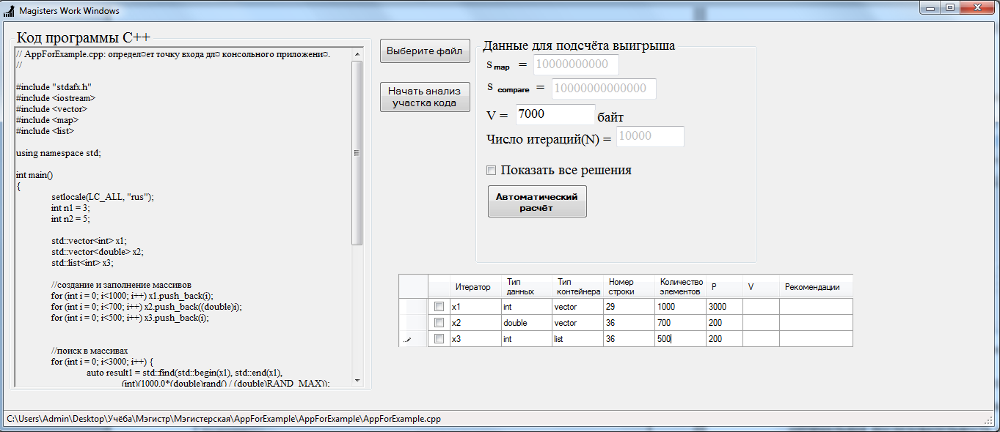 Magisters Work Windows
Код программы C++
// AppForExample.cpp: определ¤ет точку входа дл¤ консольного приложени¤.
//
#include "stdafx.h"
#include <iostream>
#include <vector>
#include <map>
#include <list>
using namespace std;
int main()
{
setlocale(LC_ALL, "rus");
int n1 = 3;
int n2 = 5;
std::vector<int> x1;
std::vector<double> x2;
std::list<int> x3;
//создание и заполнение массивов
for (int i = 0; i<1000; i++) x1.push_back(i);
for (int i = 0; i<700; i++) x2.push_back((double)i);
for (int i = 0; i<500; i++) x3.push_back(i);
//поиск в массивах
for (int i = 0; i<3000; i++) {
auto result1 = std::find(std::begin(x1), std::end(x1),
(int)(1000.0*(double)rand() / (double)RAND_MAX));
Выберите файл
Начать анализ
участка кода
Данные для подсчёта выигрыша
S map = 10000000000
S compare = 10000000000000
V = 7000 байт
Число итераций(N) = 10000
Показать все решения
Автоматический
расчёт
Итератор Тип данных Тип контейнера Номер строки Количество элементов P V Рекомендации
x1 int vector 29 1000 3000
x2 double vector 36 700 200
x3 int list 36 500 200
C:\Users\Admin\Desktop\Учёба\Мэгистр\Мэгистерская\AppForExample\AppForExample\AppForExample.cpp